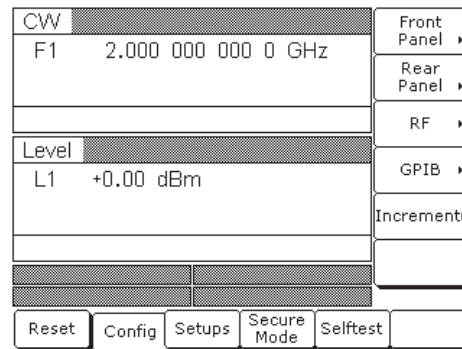 CW
F1 2.000 000 000 0 GHz
Level
L1 +0.00 dBm
Front
Panel
Rear
Panel
RF
GPIB
Increment
Reset
Config
Setups
Secure
Mode
Selftest